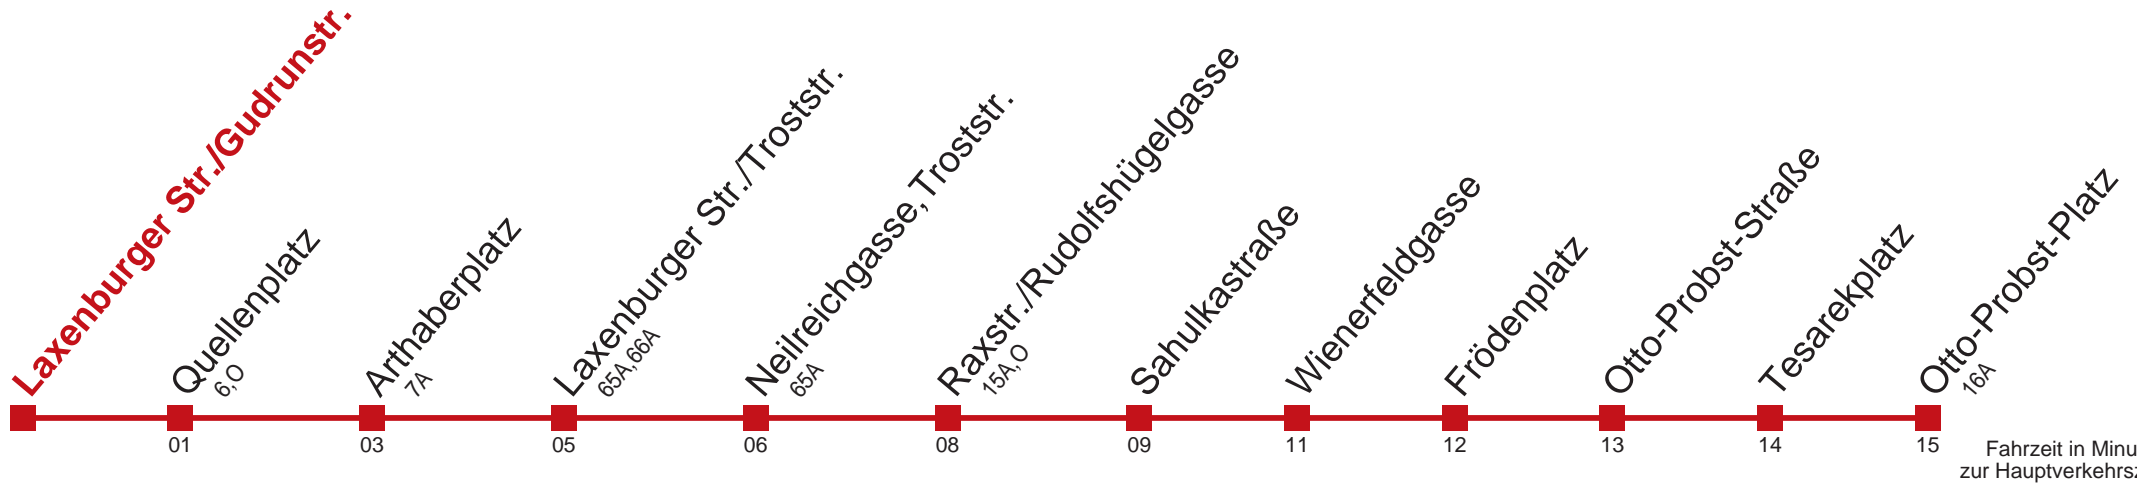 Laxenburger Str./Gudrunstr.
Quellenplatz
6,O
Arthaberplatz
7A
Laxenburger Str./Troststr.
65A,66A
Neilreichgasse,Troststr.
65A
Raxstr./Rudolfshügelgasse
15A,O
Sahulkastraße
Wienerfeldgasse
Frödenplatz
Otto-Probst-Straße
Tesarekplatz
Otto-Probst-Platz
16A
01 03 05 06 08 09 11 12 13 14 15
Fahrzeit in Minu
zur Hauptverkehrsz